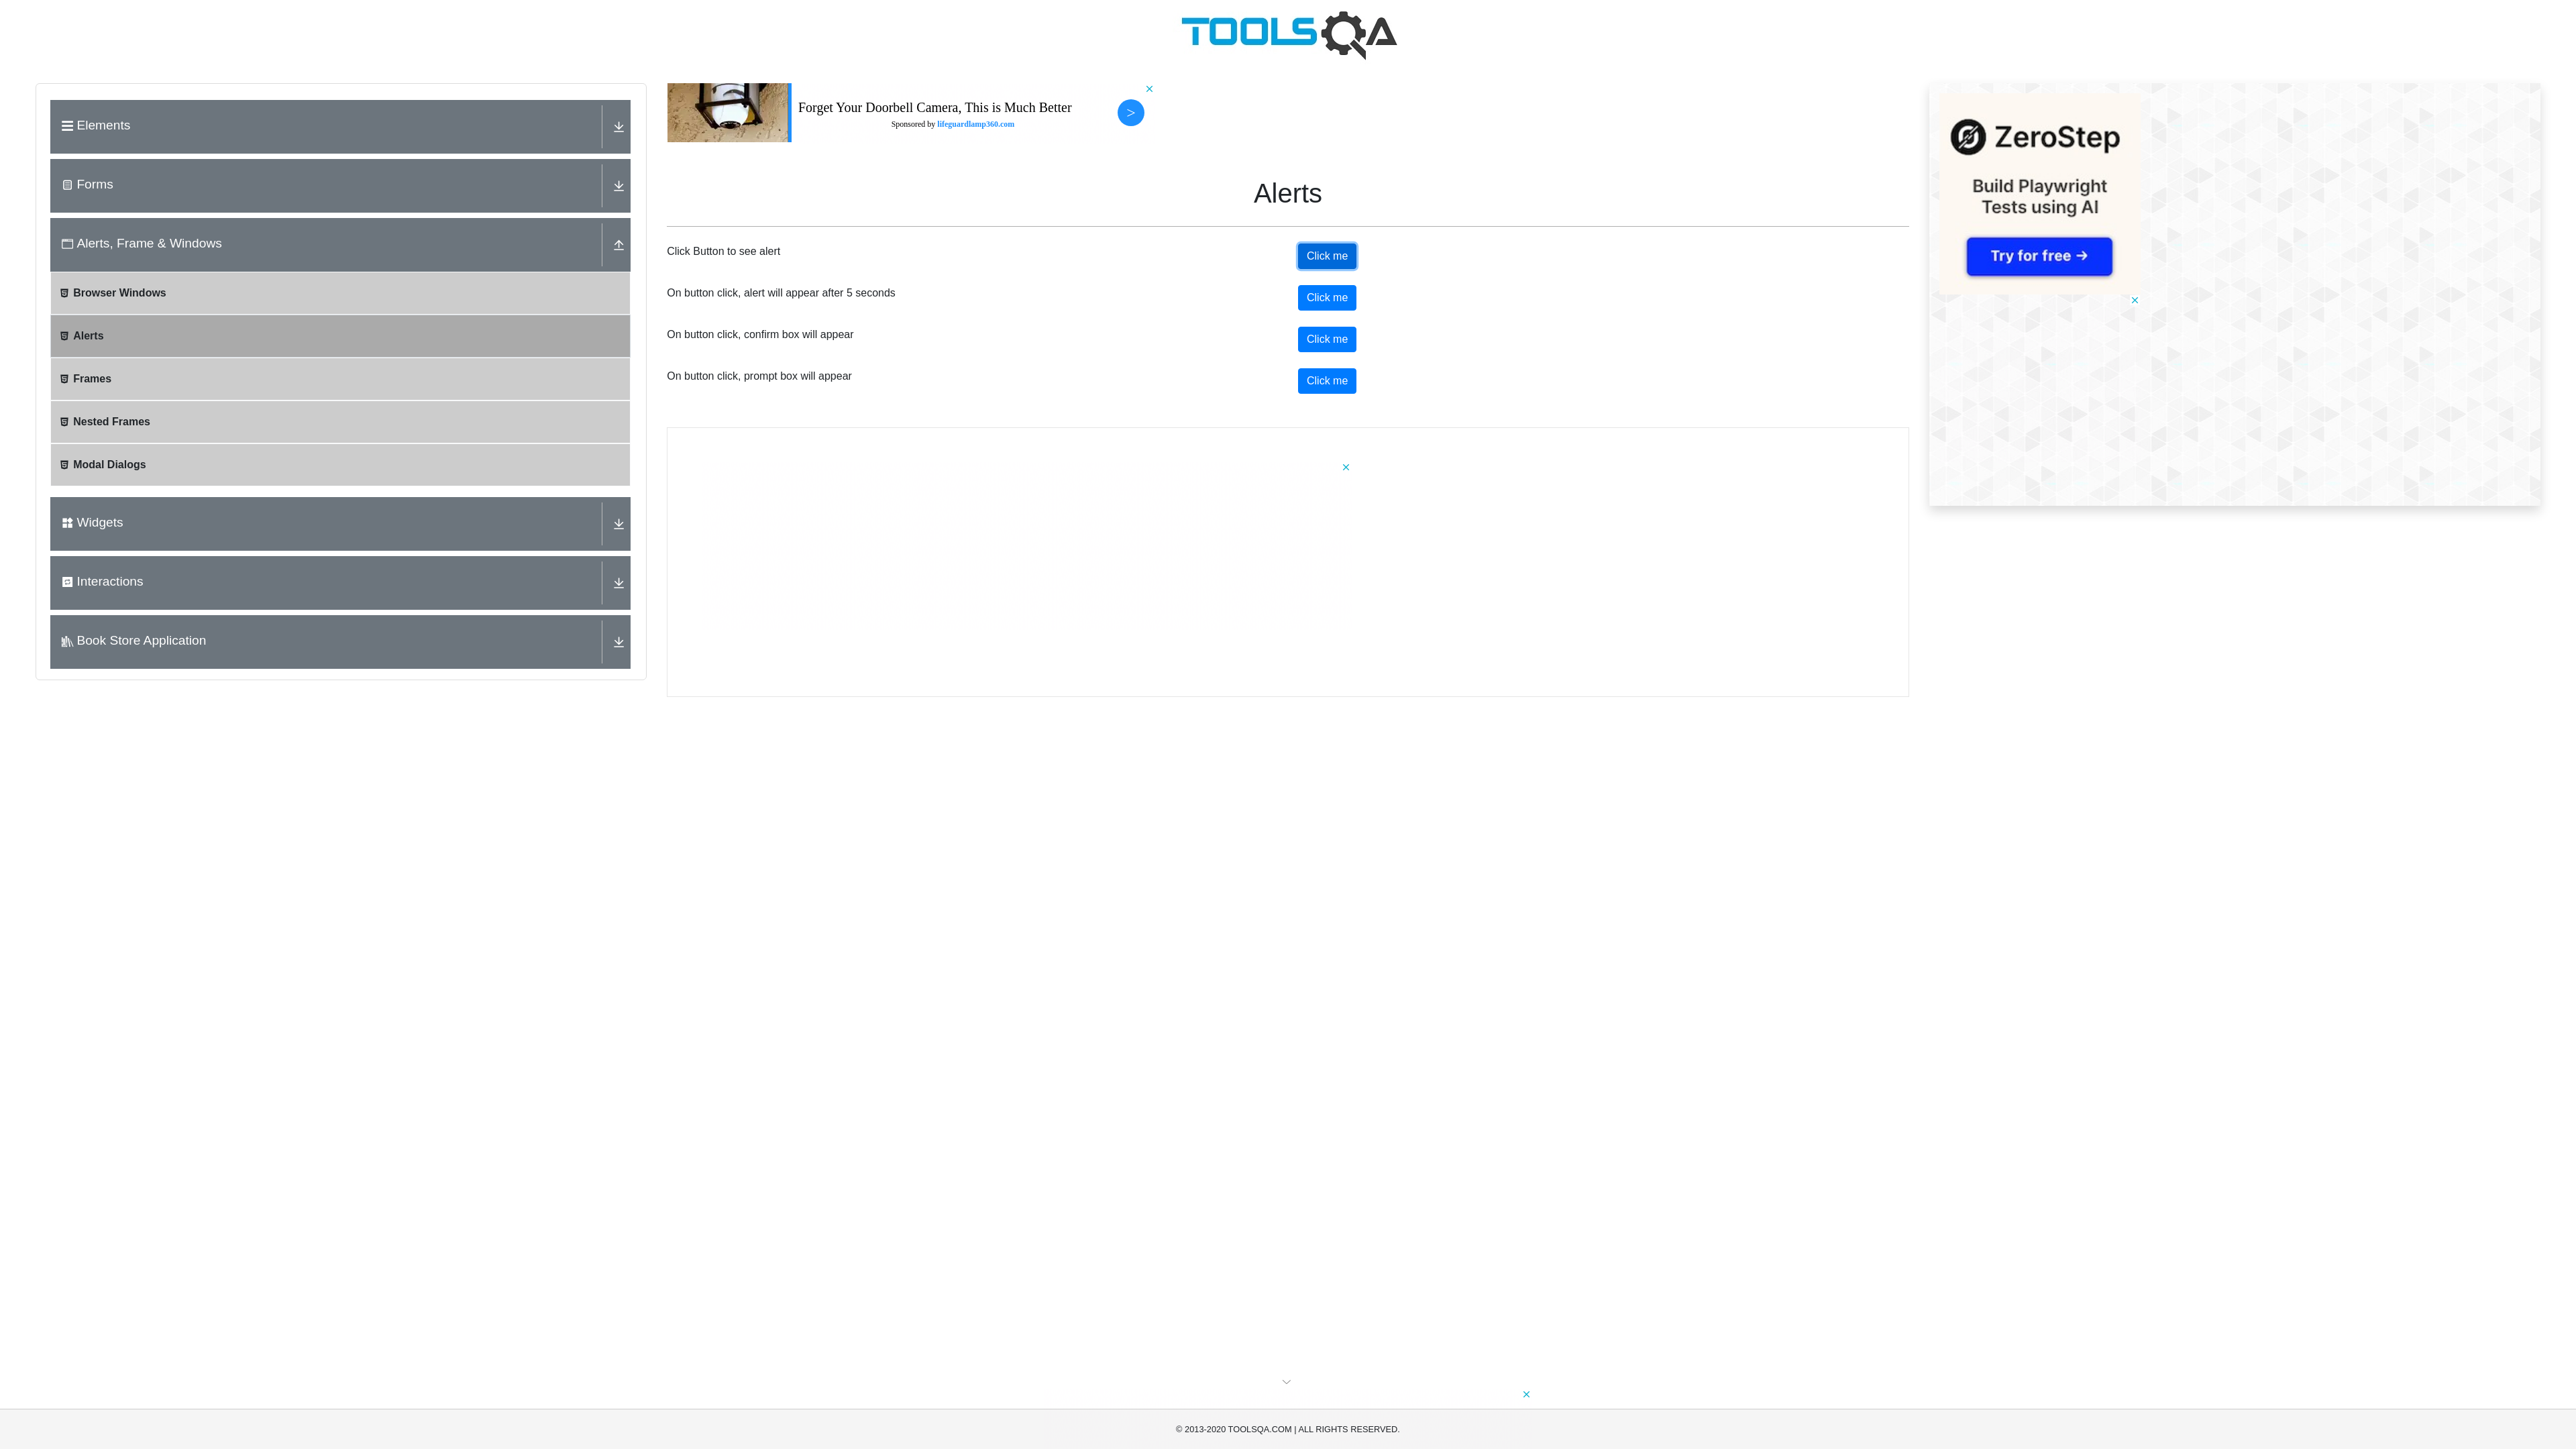 TOOLSQA
Elements
Forms
Alerts, Frame & Windows
Browser Windows
Alerts
Frames
Nested Frames
Modal Dialogs
Widgets
Interactions
Book Store Application
Forget Your Doorbell Camera, This is Much Better
Sponsored by lifeguardlamp360.com
>
Alerts
Click Button to see alert
Click me
On button click, alert will appear after 5 seconds
Click me
On button click, confirm box will appear
Click me
On button click, prompt box will appear
Click me
ZeroStep
Build Playwright
Tests using AI
Try for free →
© 2013-2020 TOOLSQA.COM | ALL RIGHTS RESERVED.